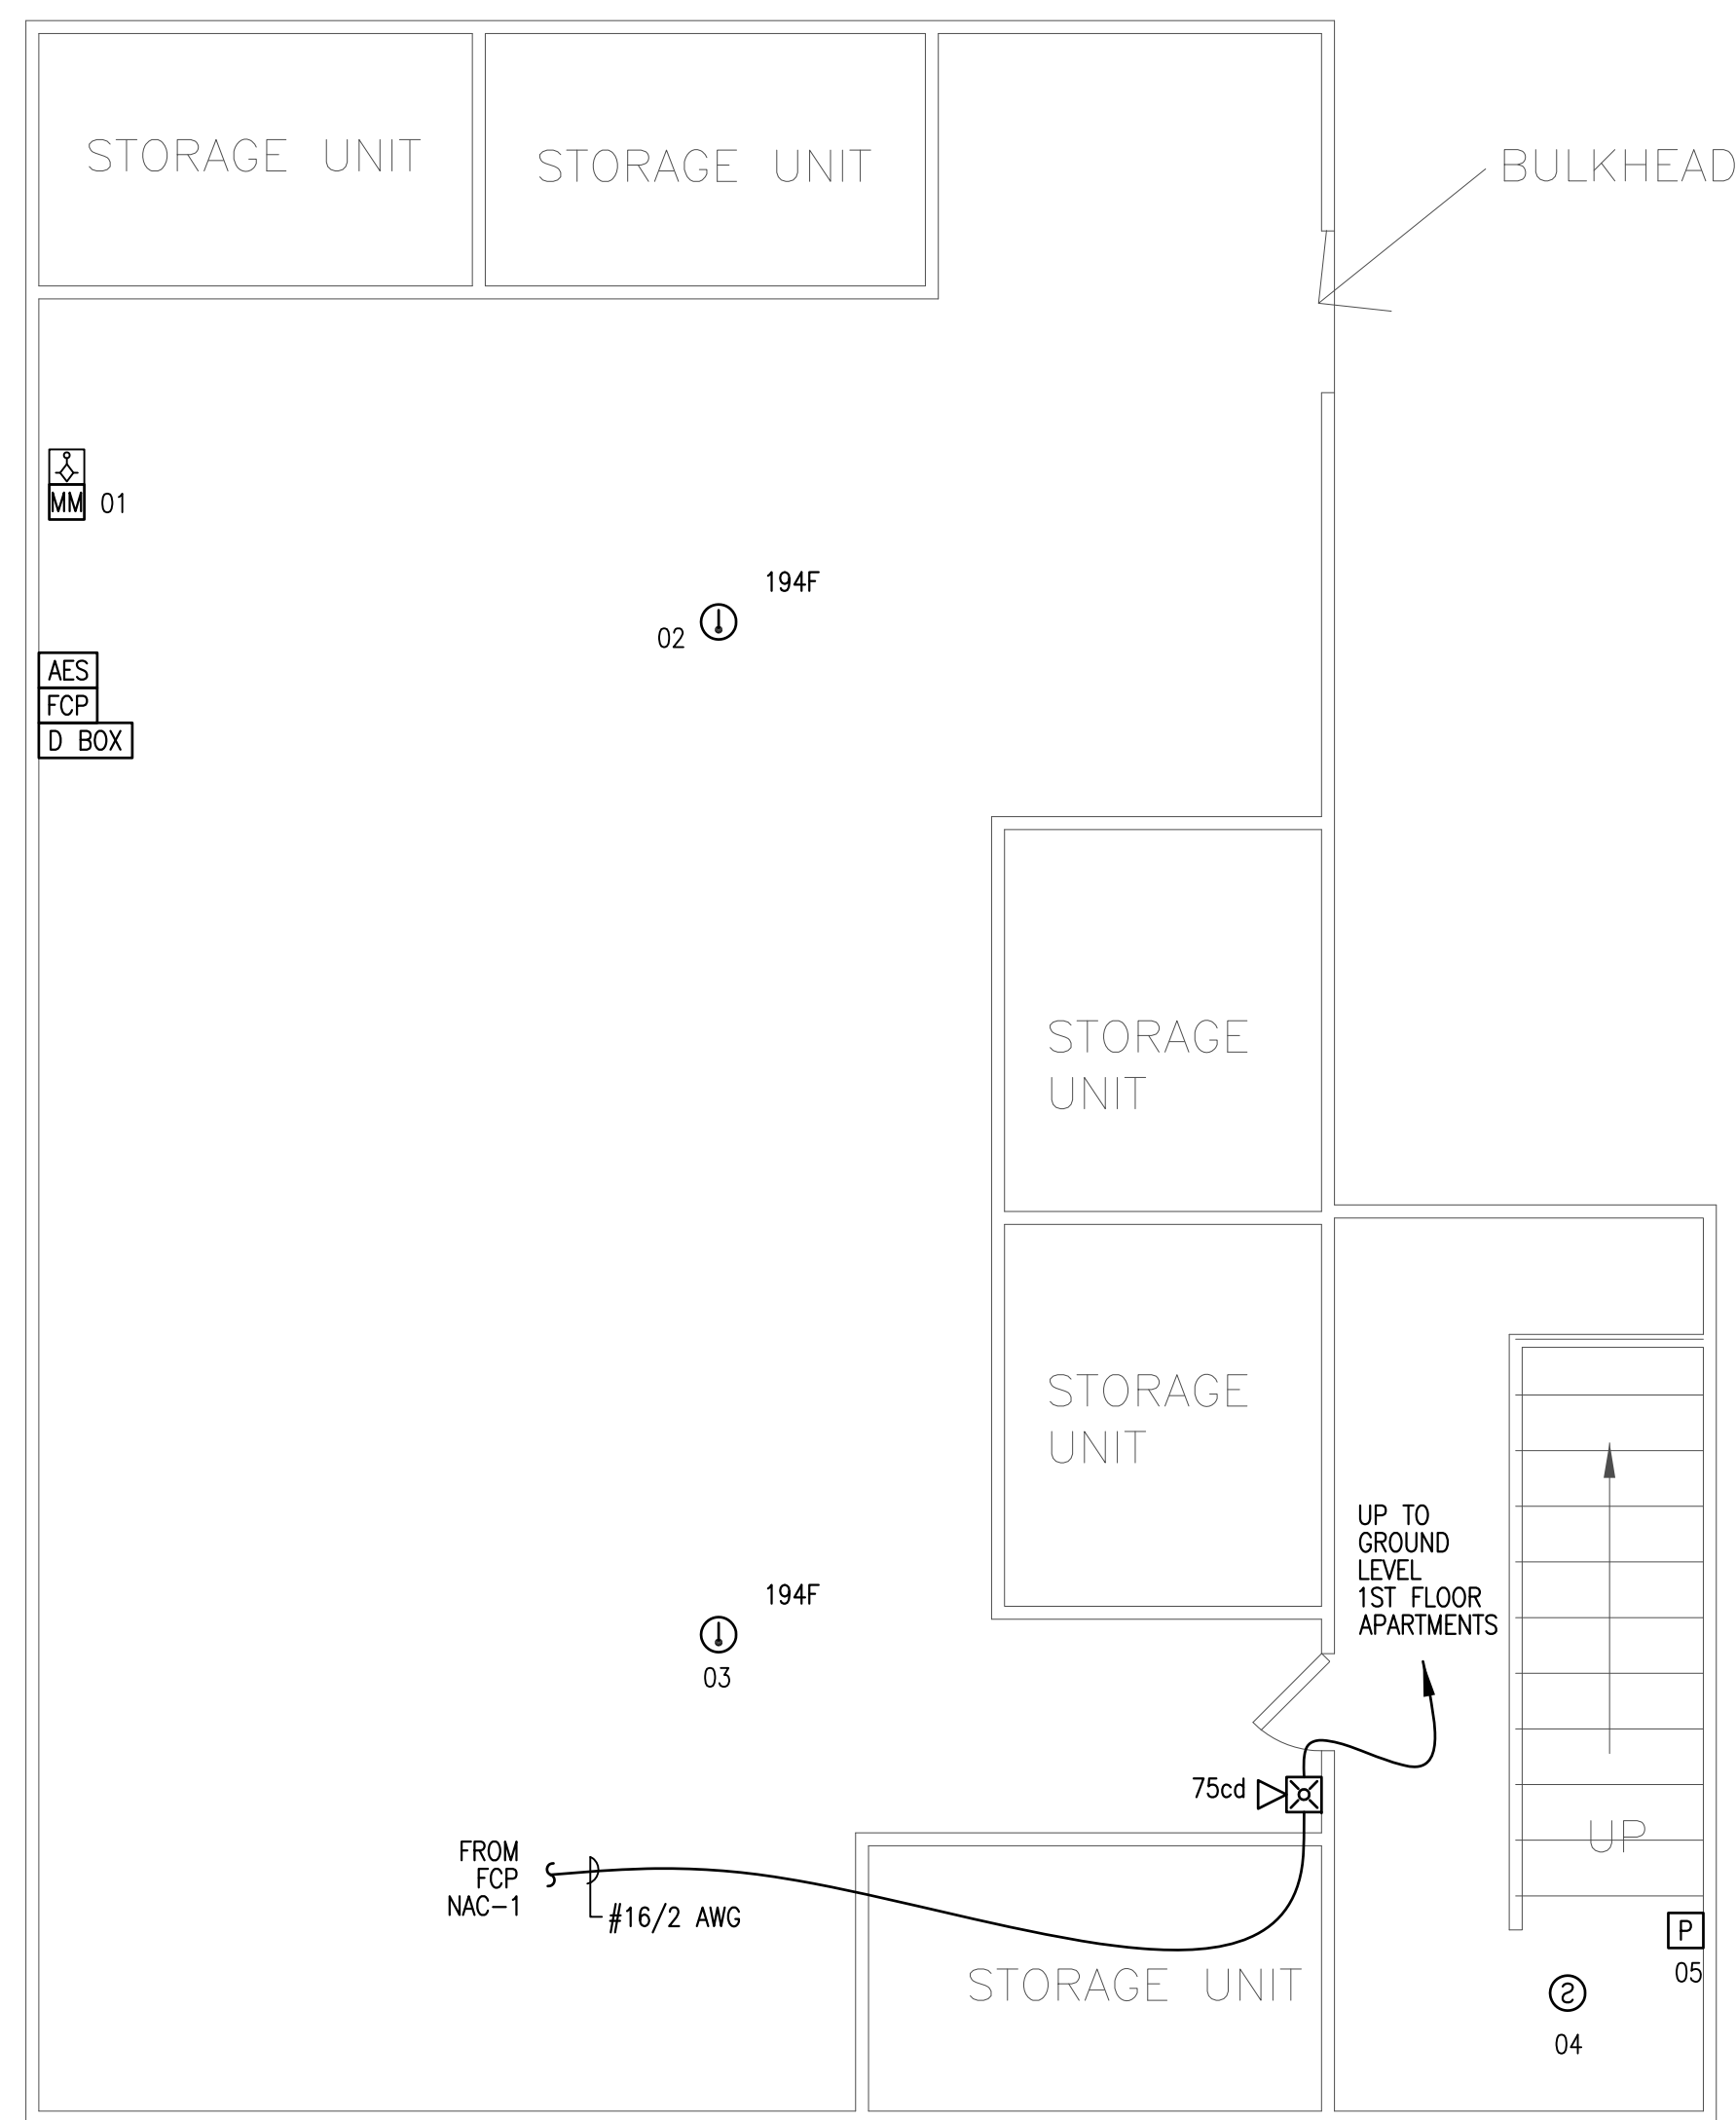 STORAGE UNIT
STORAGE UNIT
BULKHEAD
MM 01
194F
02
AES
FCP
D BOX
STORAGE
UNIT
STORAGE
UNIT
UP TO
GROUND
LEVEL
1ST FLOOR
APARTMENTS
194F
03
75cd
UP
FROM
FCP
NAC-1
#16/2 AWG
P
05
STORAGE UNIT
S
04